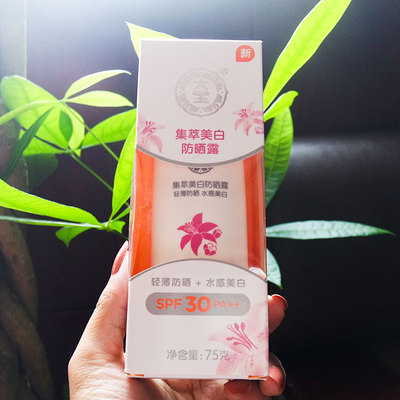 新
®
集萃美白
防晒露
集萃美白防晒露
轻薄防晒 水感美白
轻薄防晒 + 水感美白
SPF 30 PA++
净含量:75克